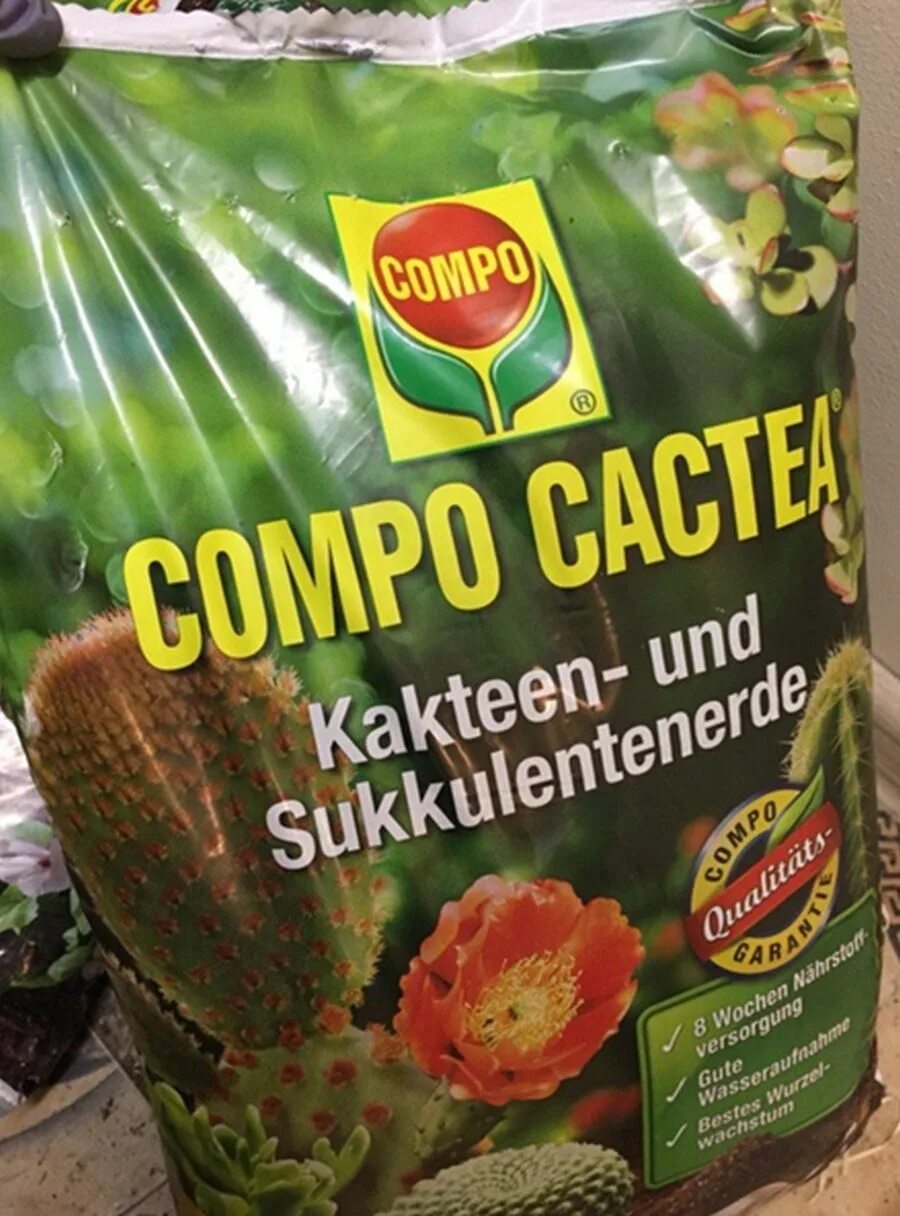 COMPO
®
COMPO CACTEA®
Kakteen- und
Sukkulentenerde
COMPO
Qualitäts-
GARANTIE
✓ 8 Wochen Nährstoff-
versorgung
✓ Gute
Wasseraufnahme
✓ Bestes Wurzel-
wachstum